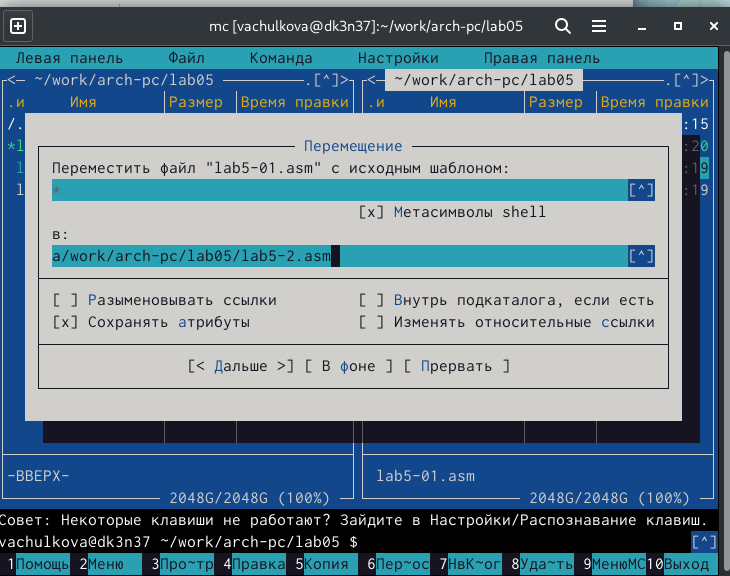 mc [vachulkova@dk3n37]:~/work/arch-pc/lab05
Левая панель Файл Команда Настройки Правая панель
<— ~/work/arch-pc/lab05 .[^]> <— ~/work/arch-pc/lab05 .[^]>
.и Имя Размер Время правки .и Имя Размер Время правки
/. :15
*l :20
l :19
l :19
Перемещение
Переместить файл "lab5-01.asm" с исходным шаблоном:
* [^]
[x] Метасимволы shell
в:
a/work/arch-pc/lab05/lab5-2.asm [^]
[ ] Разыменовывать ссылки [ ] Внутрь подкаталога, если есть
[x] Сохранять атрибуты [ ] Изменять относительные ссылки
[< Дальше >] [ В фоне ] [ Прервать ]
-ВВЕРХ- lab5-01.asm
2048G/2048G (100%) 2048G/2048G (100%)
Совет: Некоторые клавиши не работают? Зайдите в Настройки/Распознавание клавиш.
vachulkova@dk3n37 ~/work/arch-pc/lab05 $ [^]
1Помощь 2Меню 3Про~тр 4Правка 5Копия 6Пер~ос 7НвК~ог 8Уда~ть 9МенюMC 10Выход